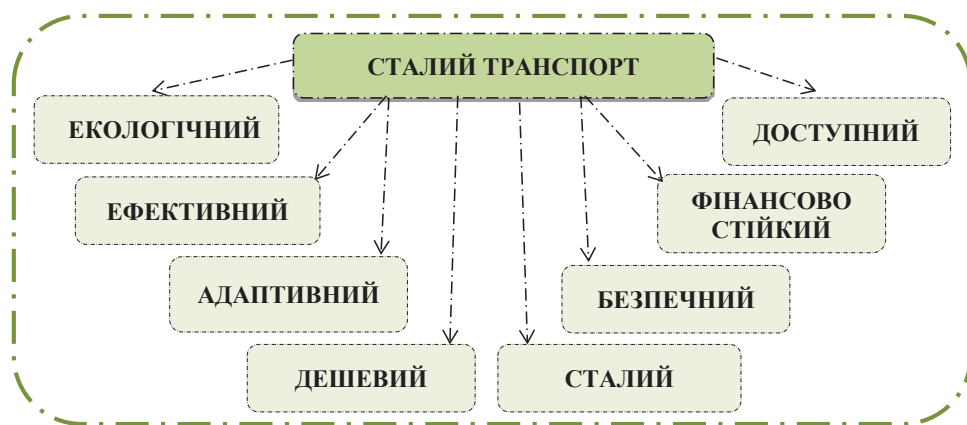 СТАЛИЙ ТРАНСПОРТ
ЕКОЛОГІЧНИЙ
ДОСТУПНИЙ
ЕФЕКТИВНИЙ
ФІНАНСОВО
СТІЙКИЙ
АДАПТИВНИЙ
БЕЗПЕЧНИЙ
ДЕШЕВИЙ
СТАЛИЙ